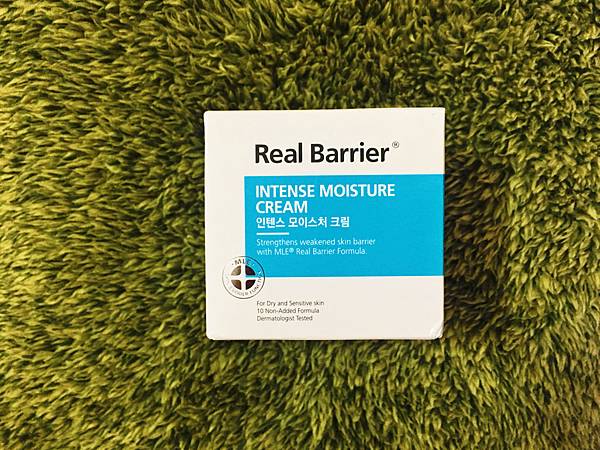 Real Barrier®
INTENSE MOISTURE
CREAM
인텐스 모이스처 크림
Strengthens weakened skin barrier
with MLE® Real Barrier Formula.
MLE
For Dry and Sensitive skin
10 Non-Added Formula
Dermatologist Tested